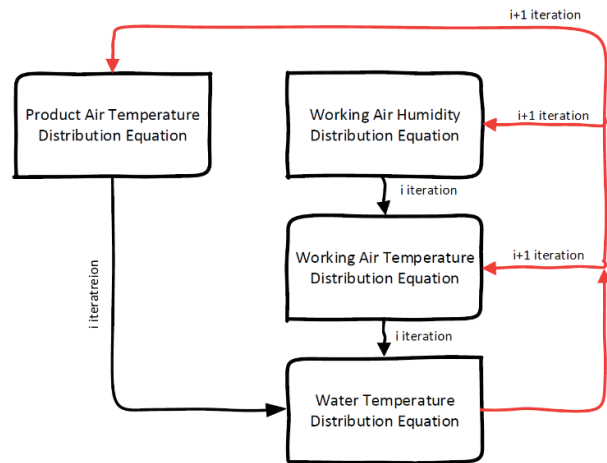 i+1 iteration
Product Air Temperature
Distribution Equation
Working Air Humidity
Distribution Equation
i+1 iteration
i iteration
Working Air Temperature
Distribution Equation
i+1 iteration
i iteratreion
i iteration
Water Temperature
Distribution Equation